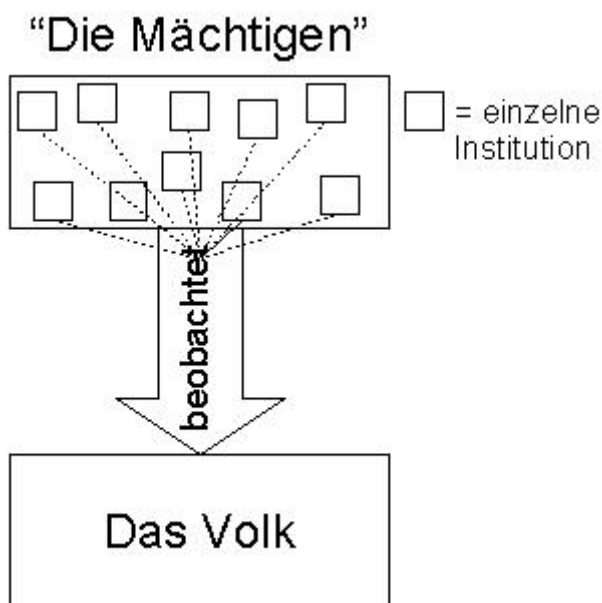 “Die Mächtigen”
= einzelne
Institution
beobachtet
Das Volk